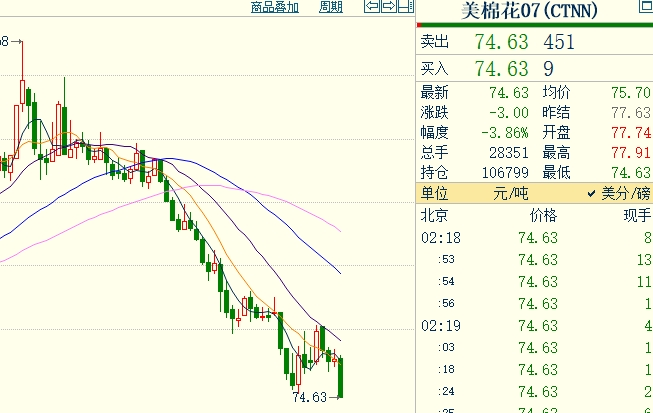 商品叠加 周期
美棉花07(CTNN)
卖出 74.63 451
买入 74.63 9
最新 74.63 均价 75.70
涨跌 -3.00 昨结 77.63
幅度 -3.86% 开盘 77.74
总手 28351 最高 77.91
持仓 106799 最低 74.63
单位 元/吨 ✓ 美分/磅
北京 价格 现手
02:18 74.63 8
:53 74.63 13
:54 74.63 11
:56 74.63 1
02:19 74.63 4
:03 74.63 1
:18 74.63 1
:24 74.63 2
74.63→